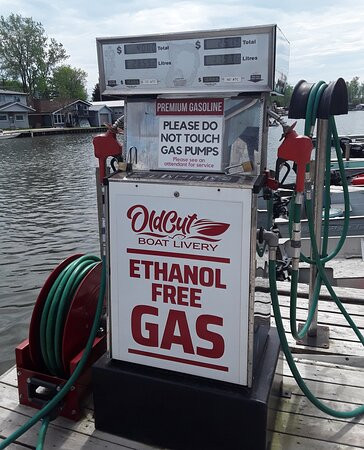 $ Total $ Total
Litres Litres
PREMIUM GASOLINE
PLEASE DO
NOT TOUCH
GAS PUMPS
Please see an
attendant for service
OldCut
BOAT LIVERY
ETHANOL
FREE
GAS